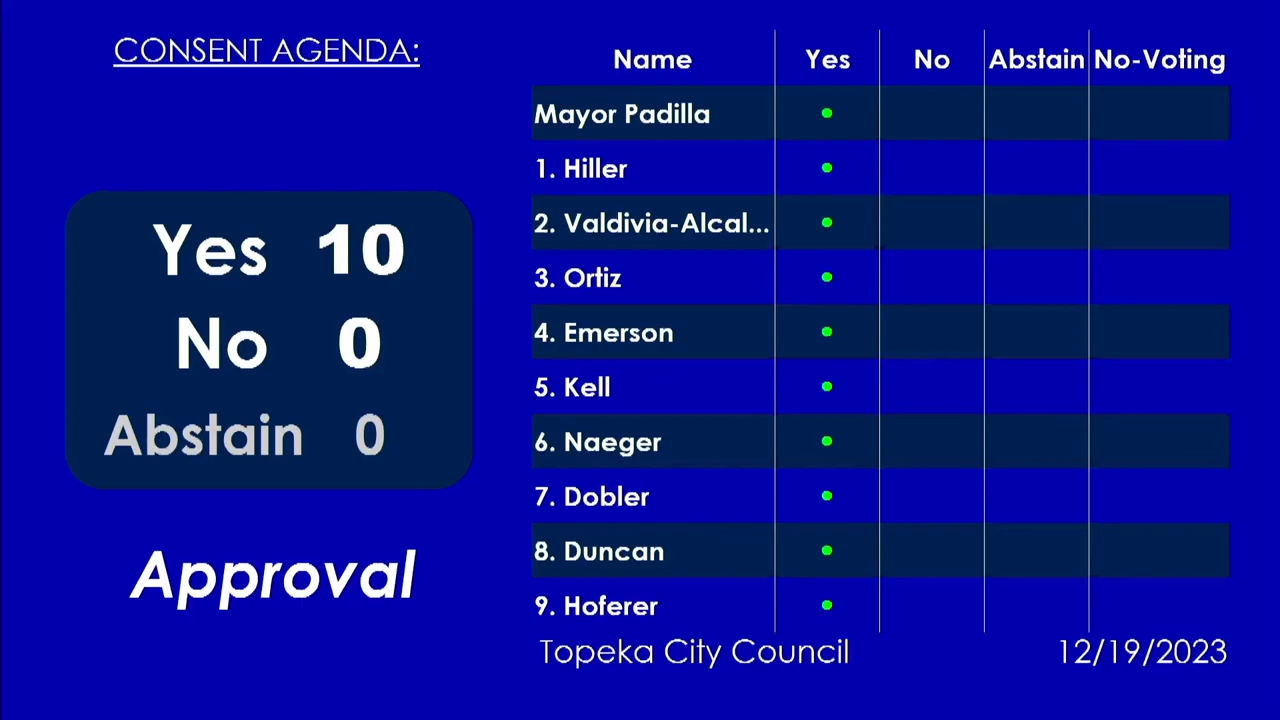 CONSENT AGENDA:
Yes 10
No 0
Abstain 0
Approval
Name Yes No Abstain No-Voting
Mayor Padilla
1. Hiller
2. Valdivia-Alcal...
3. Ortiz
4. Emerson
5. Kell
6. Naeger
7. Dobler
8. Duncan
9. Hoferer
Topeka City Council 12/19/2023